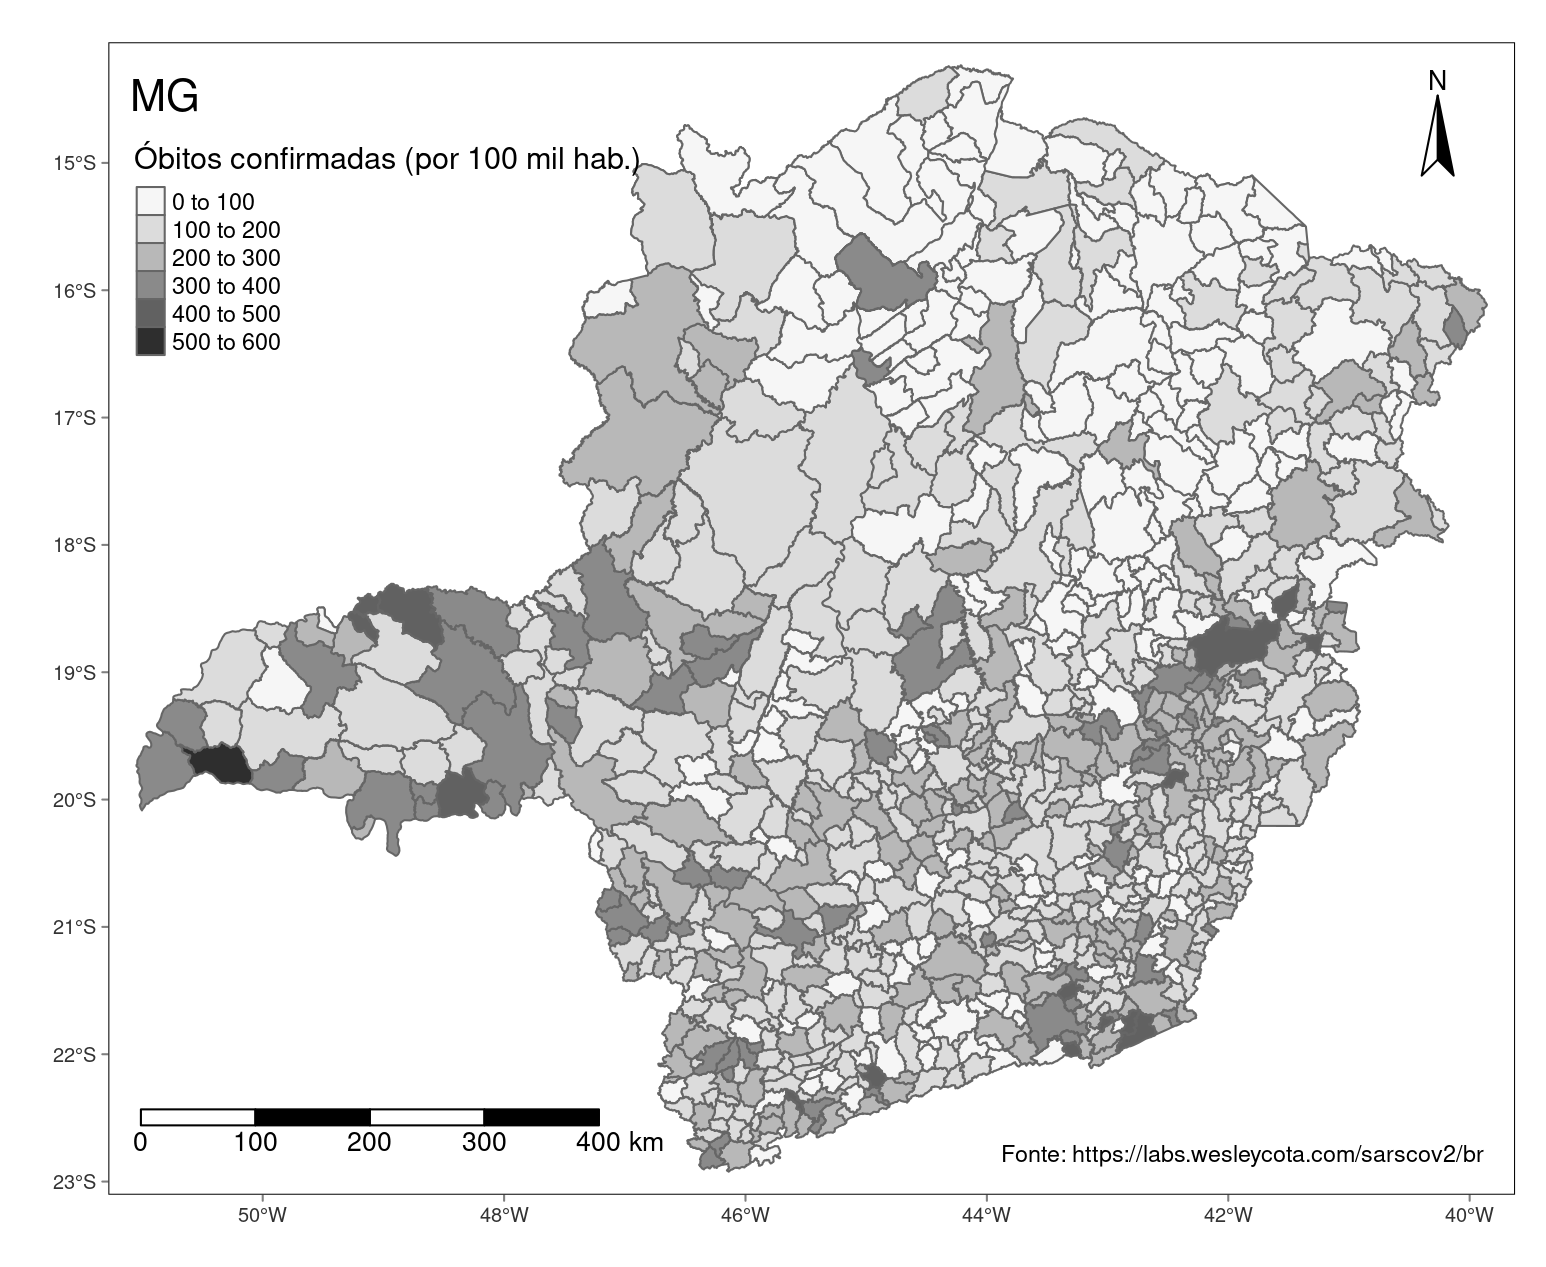 MG
N
Óbitos confirmadas (por 100 mil hab.)
0 to 100
100 to 200
200 to 300
300 to 400
400 to 500
500 to 600
15°S
16°S
17°S
18°S
19°S
20°S
21°S
22°S
23°S
0 100 200 300 400 km
Fonte: https://labs.wesleycota.com/sarscov2/br
50°W 48°W 46°W 44°W 42°W 40°W